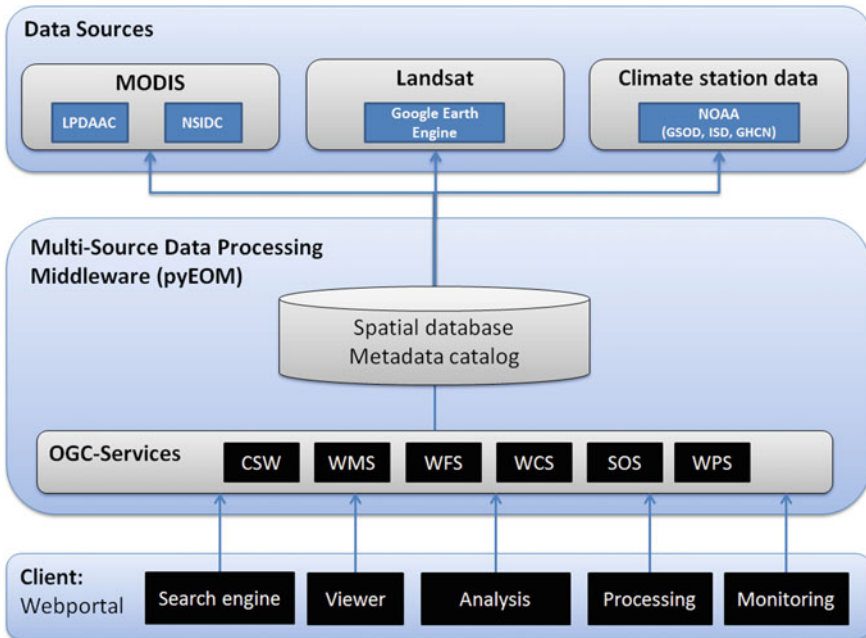 Data Sources
MODIS
LPDAAC
NSIDC
Landsat
Google Earth
Engine
Climate station data
NOAA
(GSOD, ISD, GHCN)
Multi-Source Data Processing
Middleware (pyEOM)
Spatial database
Metadata catalog
OGC-Services
CSW
WMS
WFS
WCS
SOS
WPS
Client:
Webportal
Search engine
Viewer
Analysis
Processing
Monitoring